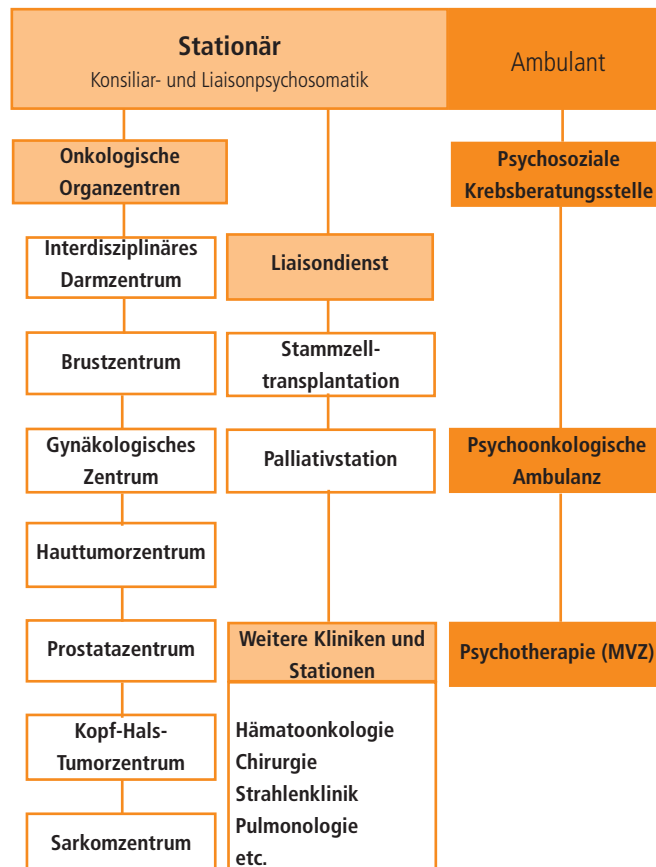 Stationär
Konsiliar- und Liaisonpsychosomatik
Ambulant
Onkologische
Organzentren
Interdisziplinäres
Darmzentrum
Brustzentrum
Gynäkologisches
Zentrum
Hauttumorzentrum
Prostatazentrum
Kopf-Hals-
Tumorzentrum
Sarkomzentrum
Liaisondienst
Stammzell-
transplantation
Palliativstation
Weitere Kliniken und
Stationen
Hämatoonkologie
Chirurgie
Strahlenklinik
Pulmonologie
etc.
Psychosoziale
Krebsberatungsstelle
Psychoonkologische
Ambulanz
Psychotherapie (MVZ)